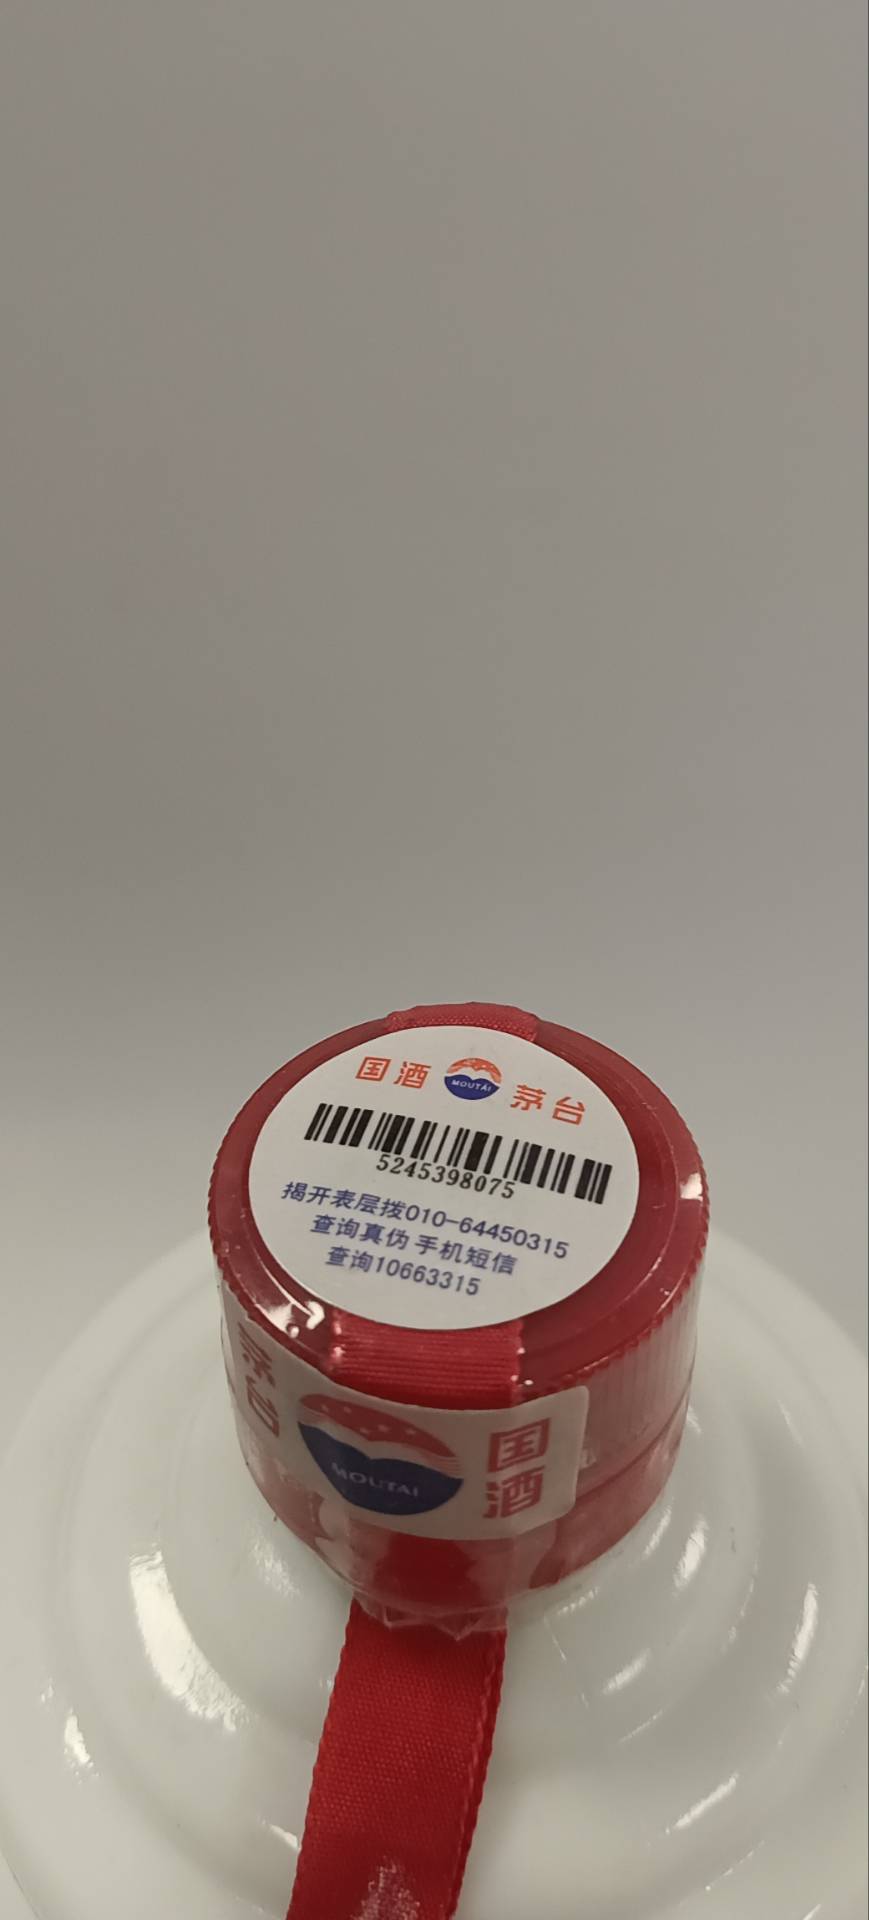 国酒 MOUTAI 茅台
5245398075
揭开表层拨010-64450315
查询真伪 手机短信
查询10663315
茅台 MOUTAI 国酒